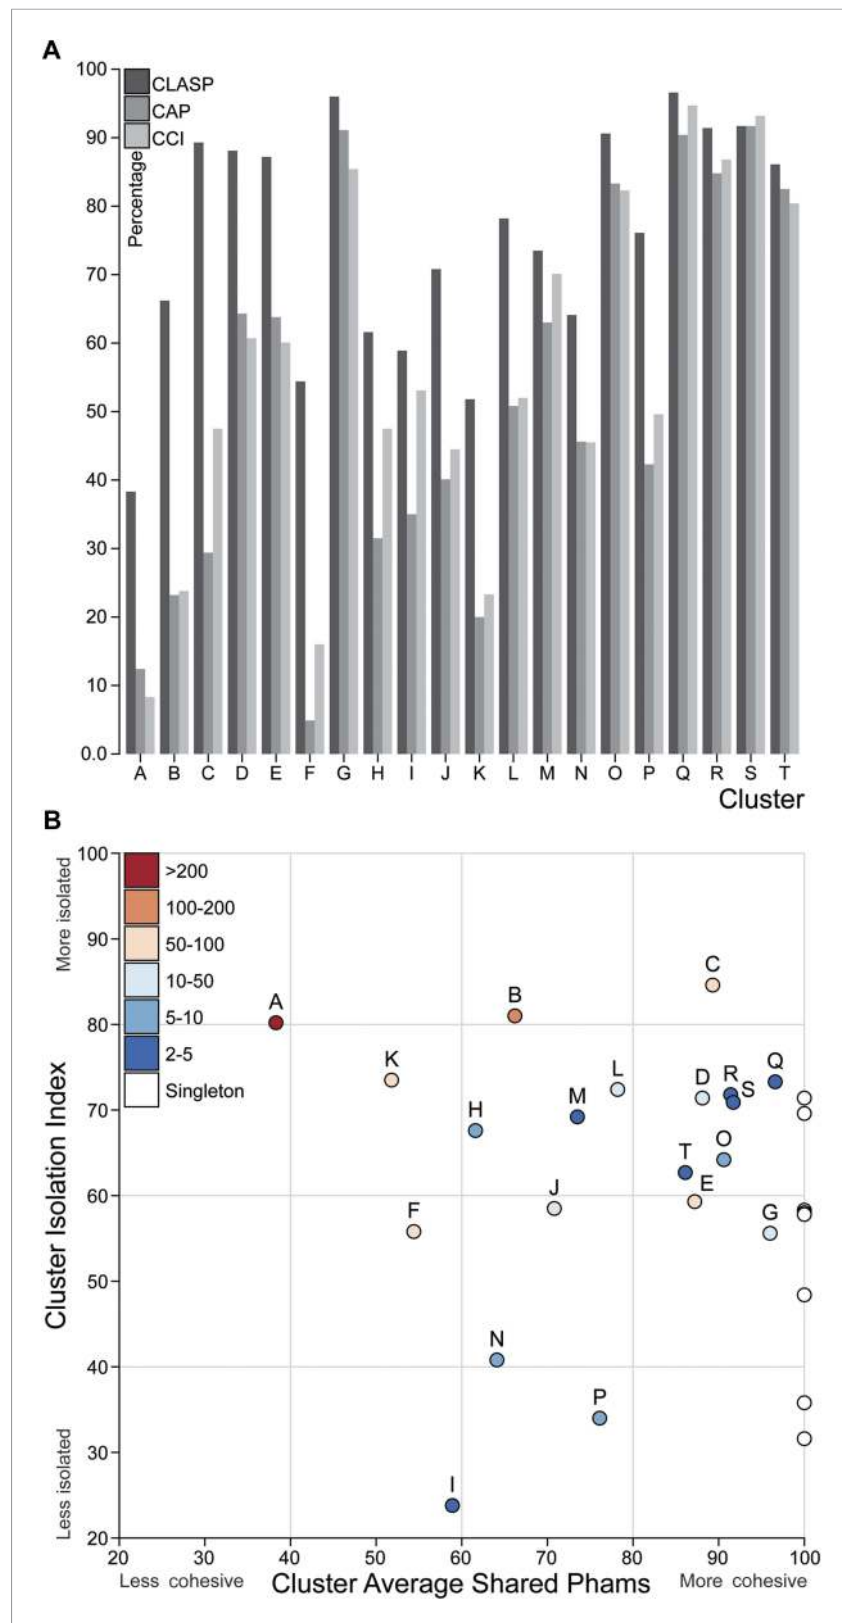 A
100
90
80
70
60
50
40
30
20
10
0.0
CLASP
CAP
CCI
Percentage
A B C D E F G H I J K L M N O P Q R S T
Cluster
B
More isolated
Cluster Isolation Index
Less isolated
100
90
80
70
60
50
40
30
20
>200
100-200
50-100
10-50
5-10
2-5
Singleton
C
A
B
K
L
D
R
S
Q
H
M
O
T
E
J
F
G
N
P
I
20 30 40 50 60 70 80 90 100
Less cohesive Cluster Average Shared Phams More cohesive